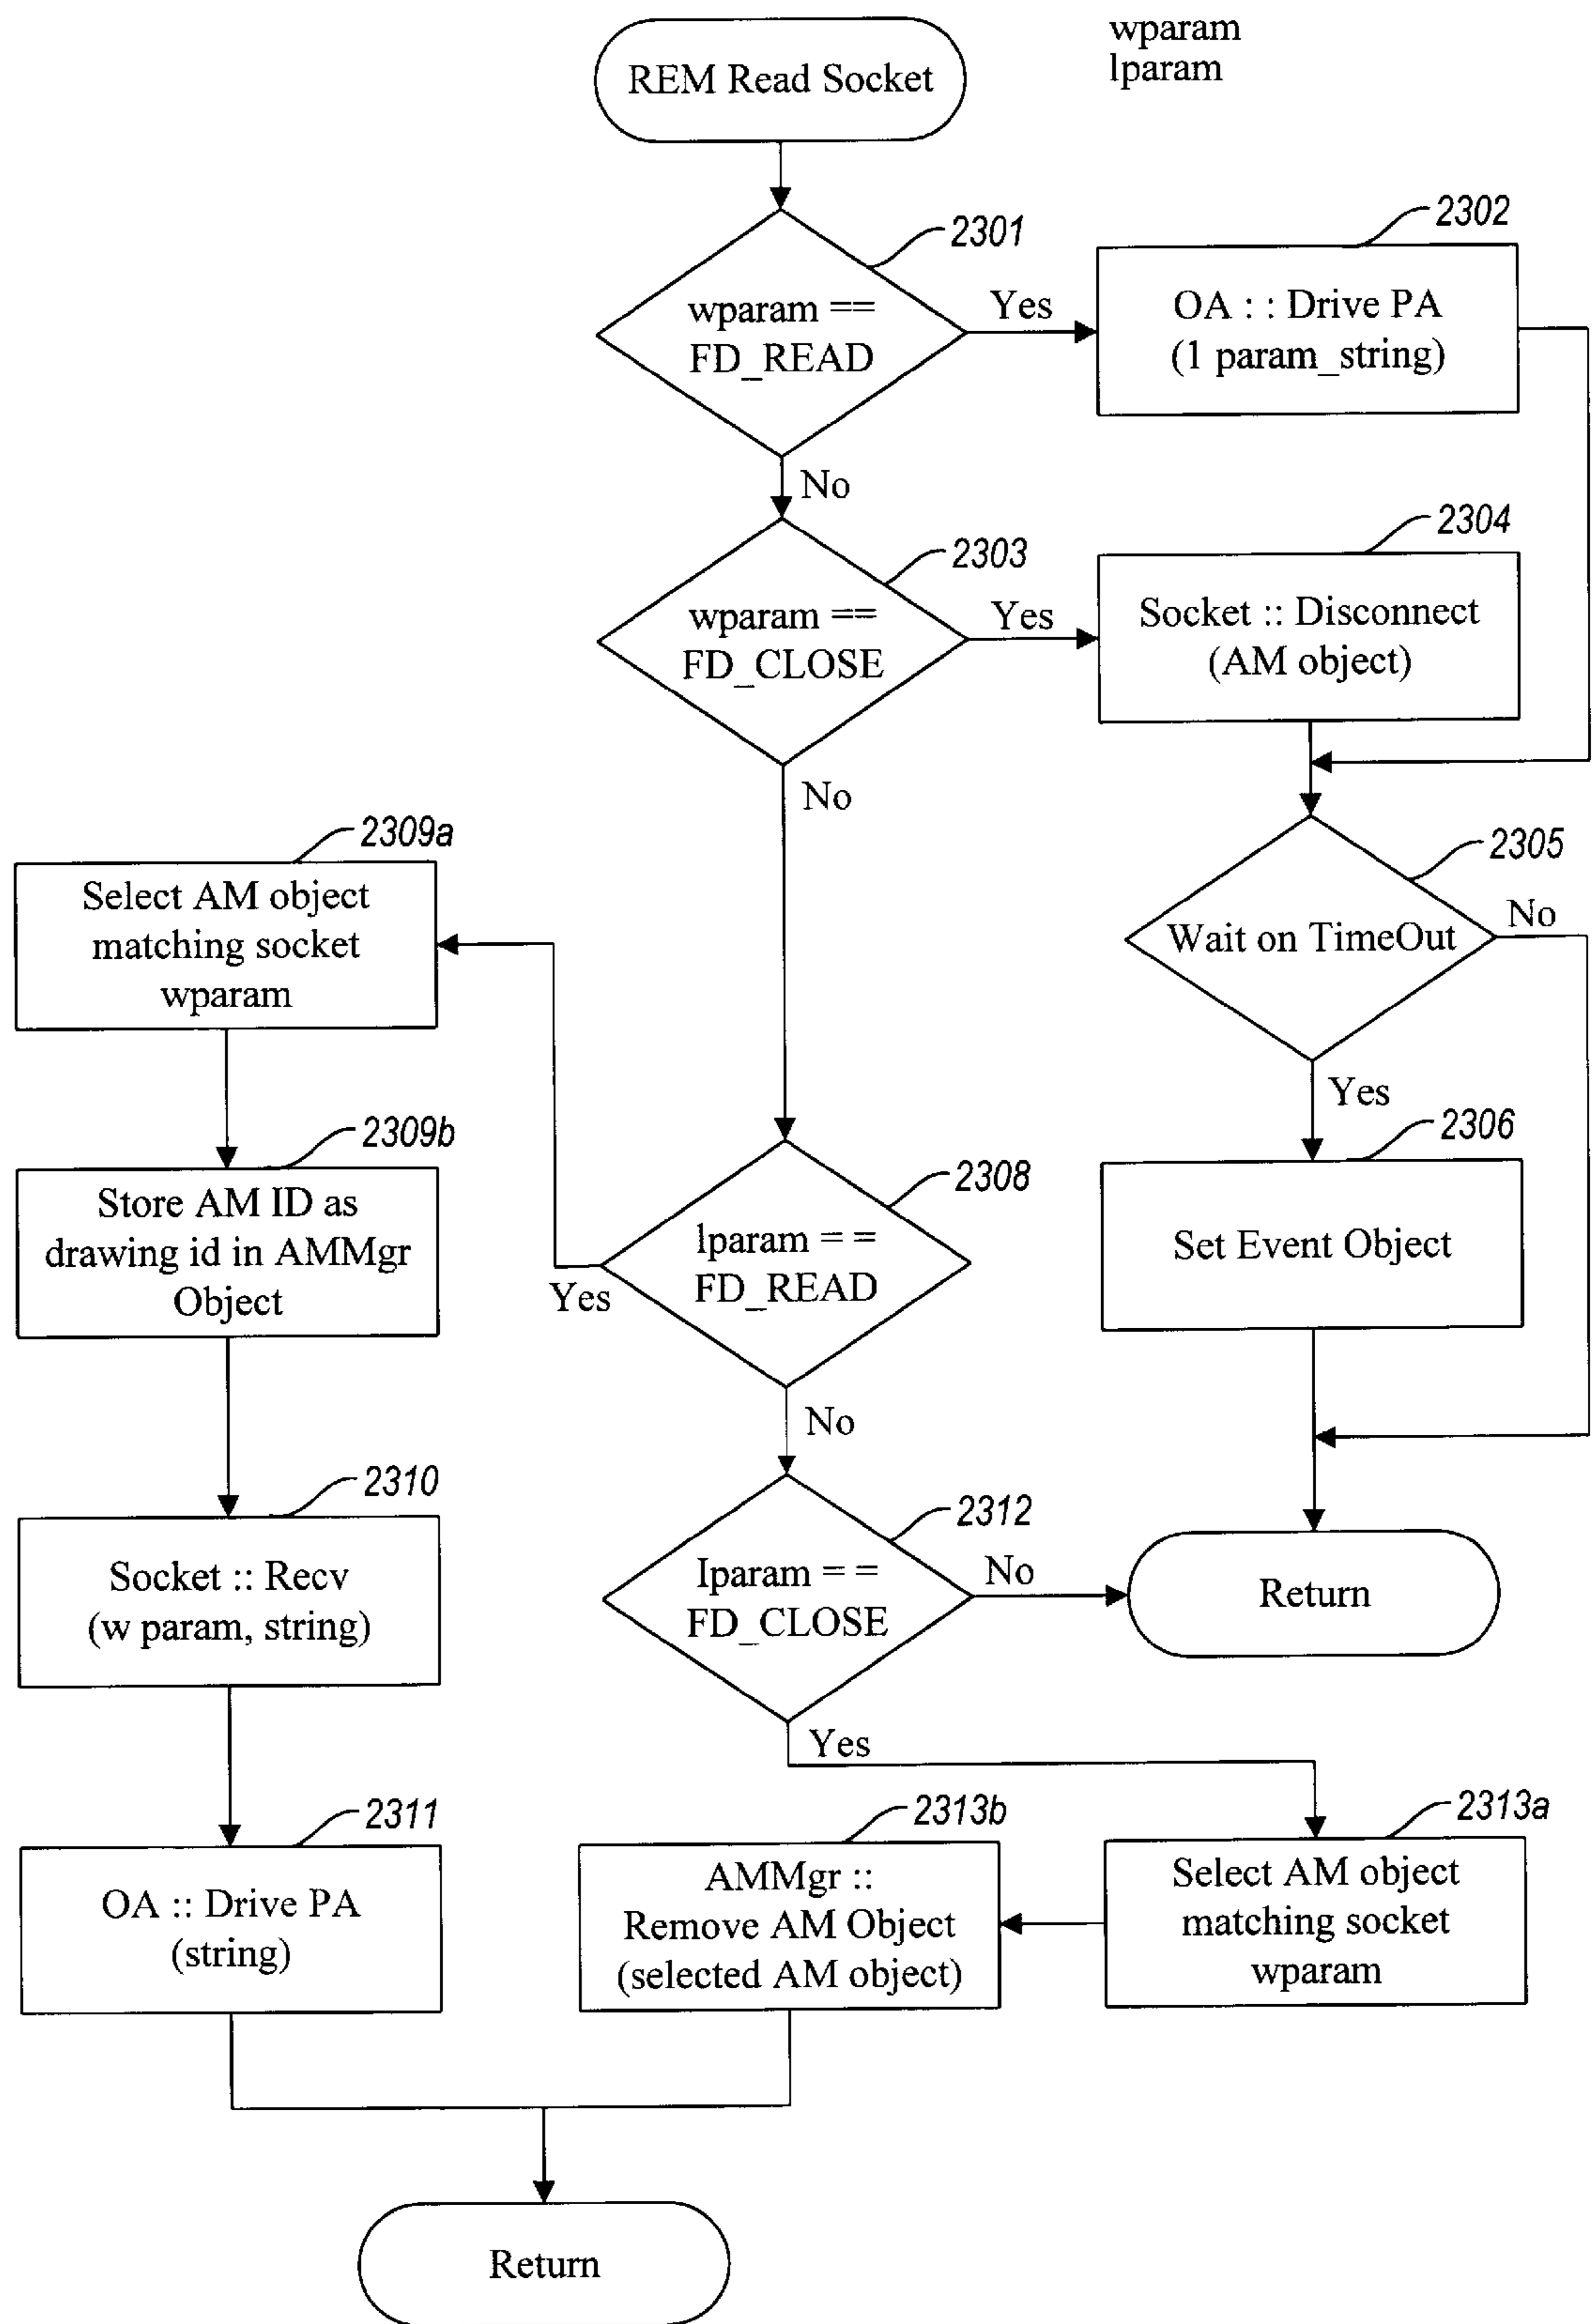 wparam
lparam
REM Read Socket
2301
wparam ==
FD_READ
Yes
No
2302
OA : : Drive PA
(1 param_string)
2303
wparam ==
FD_CLOSE
Yes
No
2304
Socket :: Disconnect
(AM object)
2305
Wait on TimeOut
No
Yes
2306
Set Event Object
2308
lparam = =
FD_READ
Yes
No
2309a
Select AM object
matching socket
wparam
2309b
Store AM ID as
drawing id in AMMgr
Object
2310
Socket :: Recv
(w param, string)
2311
OA :: Drive PA
(string)
2312
Iparam = =
FD_CLOSE
No
Yes
Return
2313a
Select AM object
matching socket
wparam
2313b
AMMgr ::
Remove AM Object
(selected AM object)
Return